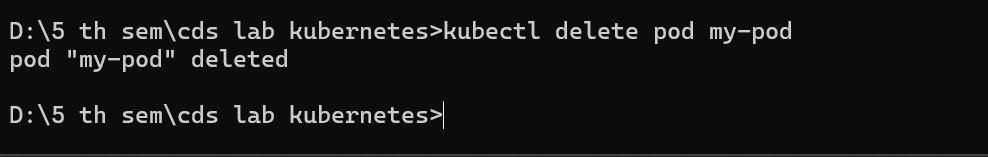 D:\5 th sem\cds lab kubernetes>kubectl delete pod my-pod
pod "my-pod" deleted
D:\5 th sem\cds lab kubernetes>